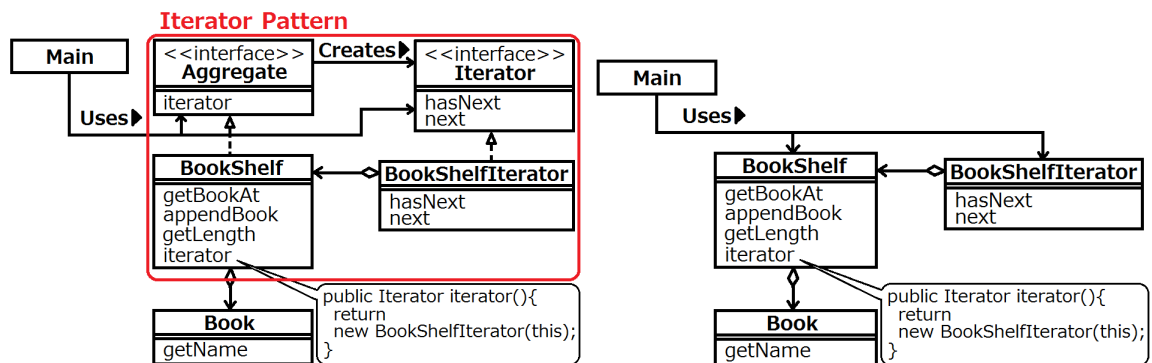 Iterator Pattern
Main
<<interface>>
Aggregate
iterator
Creates
<<interface>>
Iterator
hasNext
next
Uses
BookShelf
getBookAt
appendBook
getLength
iterator
BookShelfIterator
hasNext
next
public Iterator iterator(){
return
new BookShelfIterator(this);
}
Book
getName
Main
Uses
BookShelf
getBookAt
appendBook
getLength
iterator
BookShelfIterator
hasNext
next
public Iterator iterator(){
return
new BookShelfIterator(this);
}
Book
getName